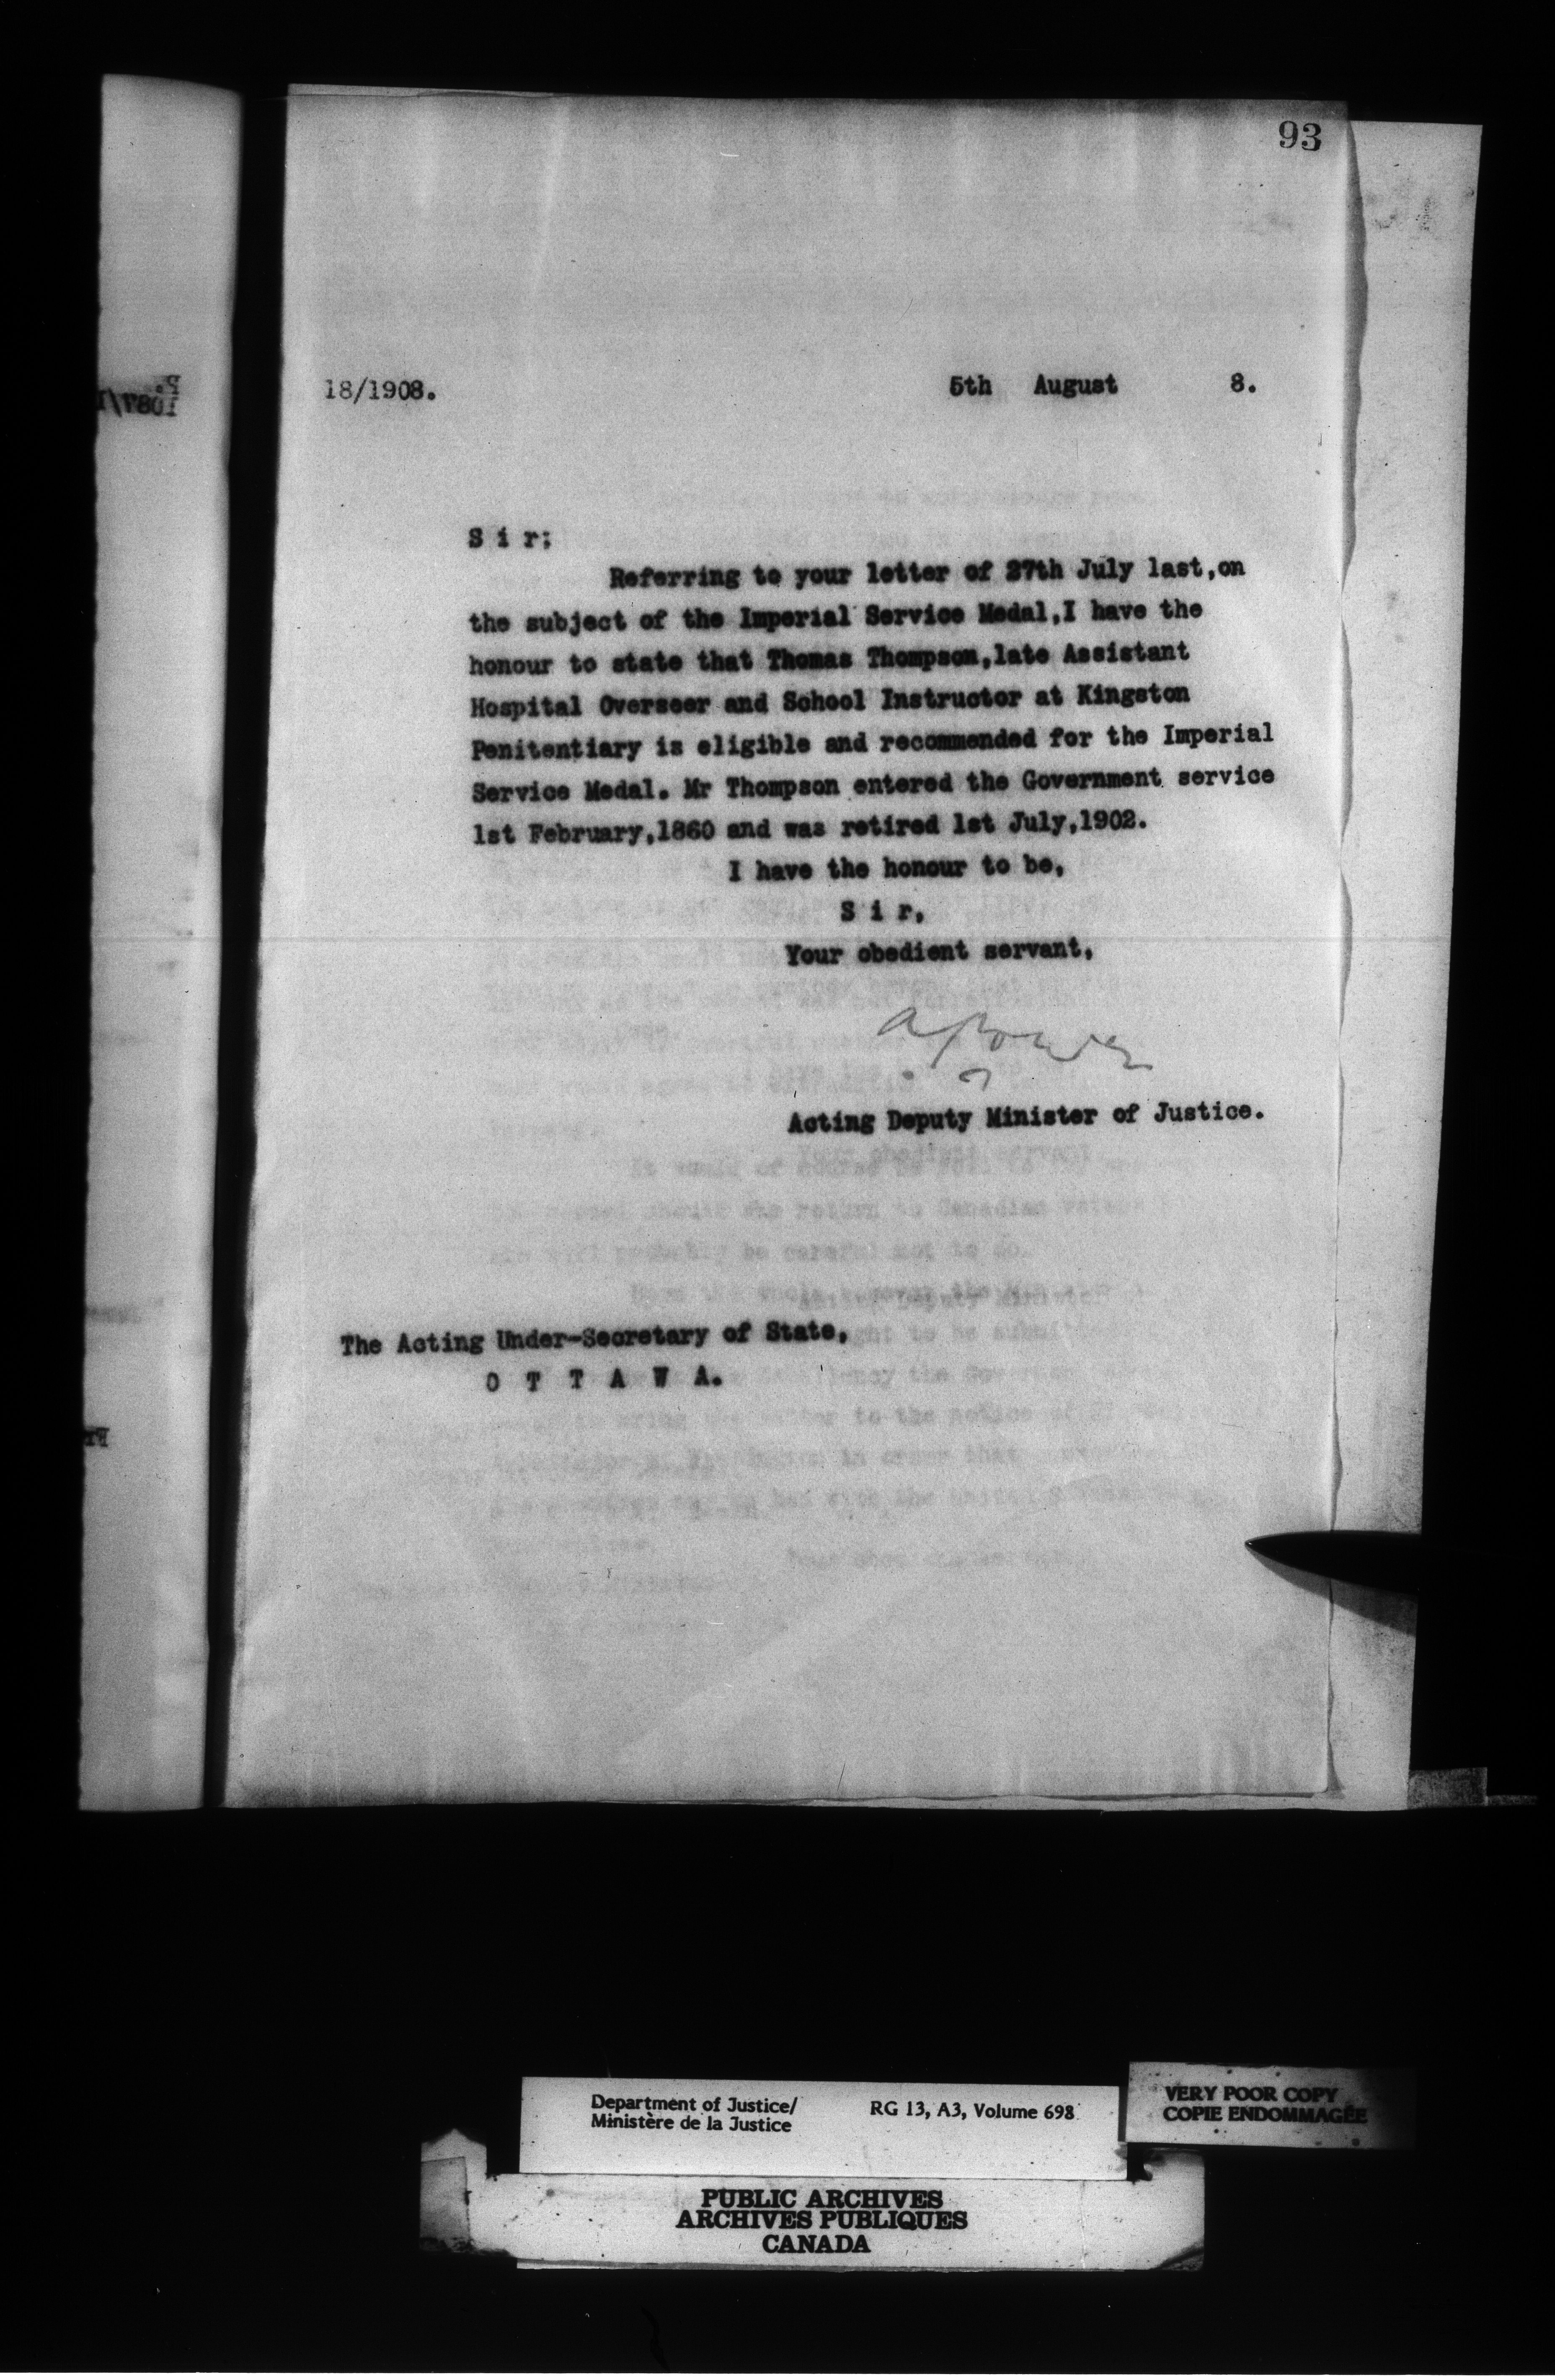 93
18/1908. 5th August 8.
S i r;
Referring to your letter of 27th July last,on
the subject of the Imperial Service Medal,I have the
honour to state that Thomas Thompson,late Assistant
Hospital Overseer and School Instructor at Kingston
Penitentiary is eligible and recommended for the Imperial
Service Medal. Mr Thompson entered the Government service
1st February,1860 and was retired 1st July,1902.
I have the honour to be,
S i r,
Your obedient servant,
A Power
Acting Deputy Minister of Justice.
The Acting Under-Secretary of State,
O T T A W A.
Department of Justice/ RG 13, A3, Volume 698
Ministère de la Justice
VERY POOR COPY
COPIE ENDOMMAGÉE
PUBLIC ARCHIVES
ARCHIVES PUBLIQUES
CANADA